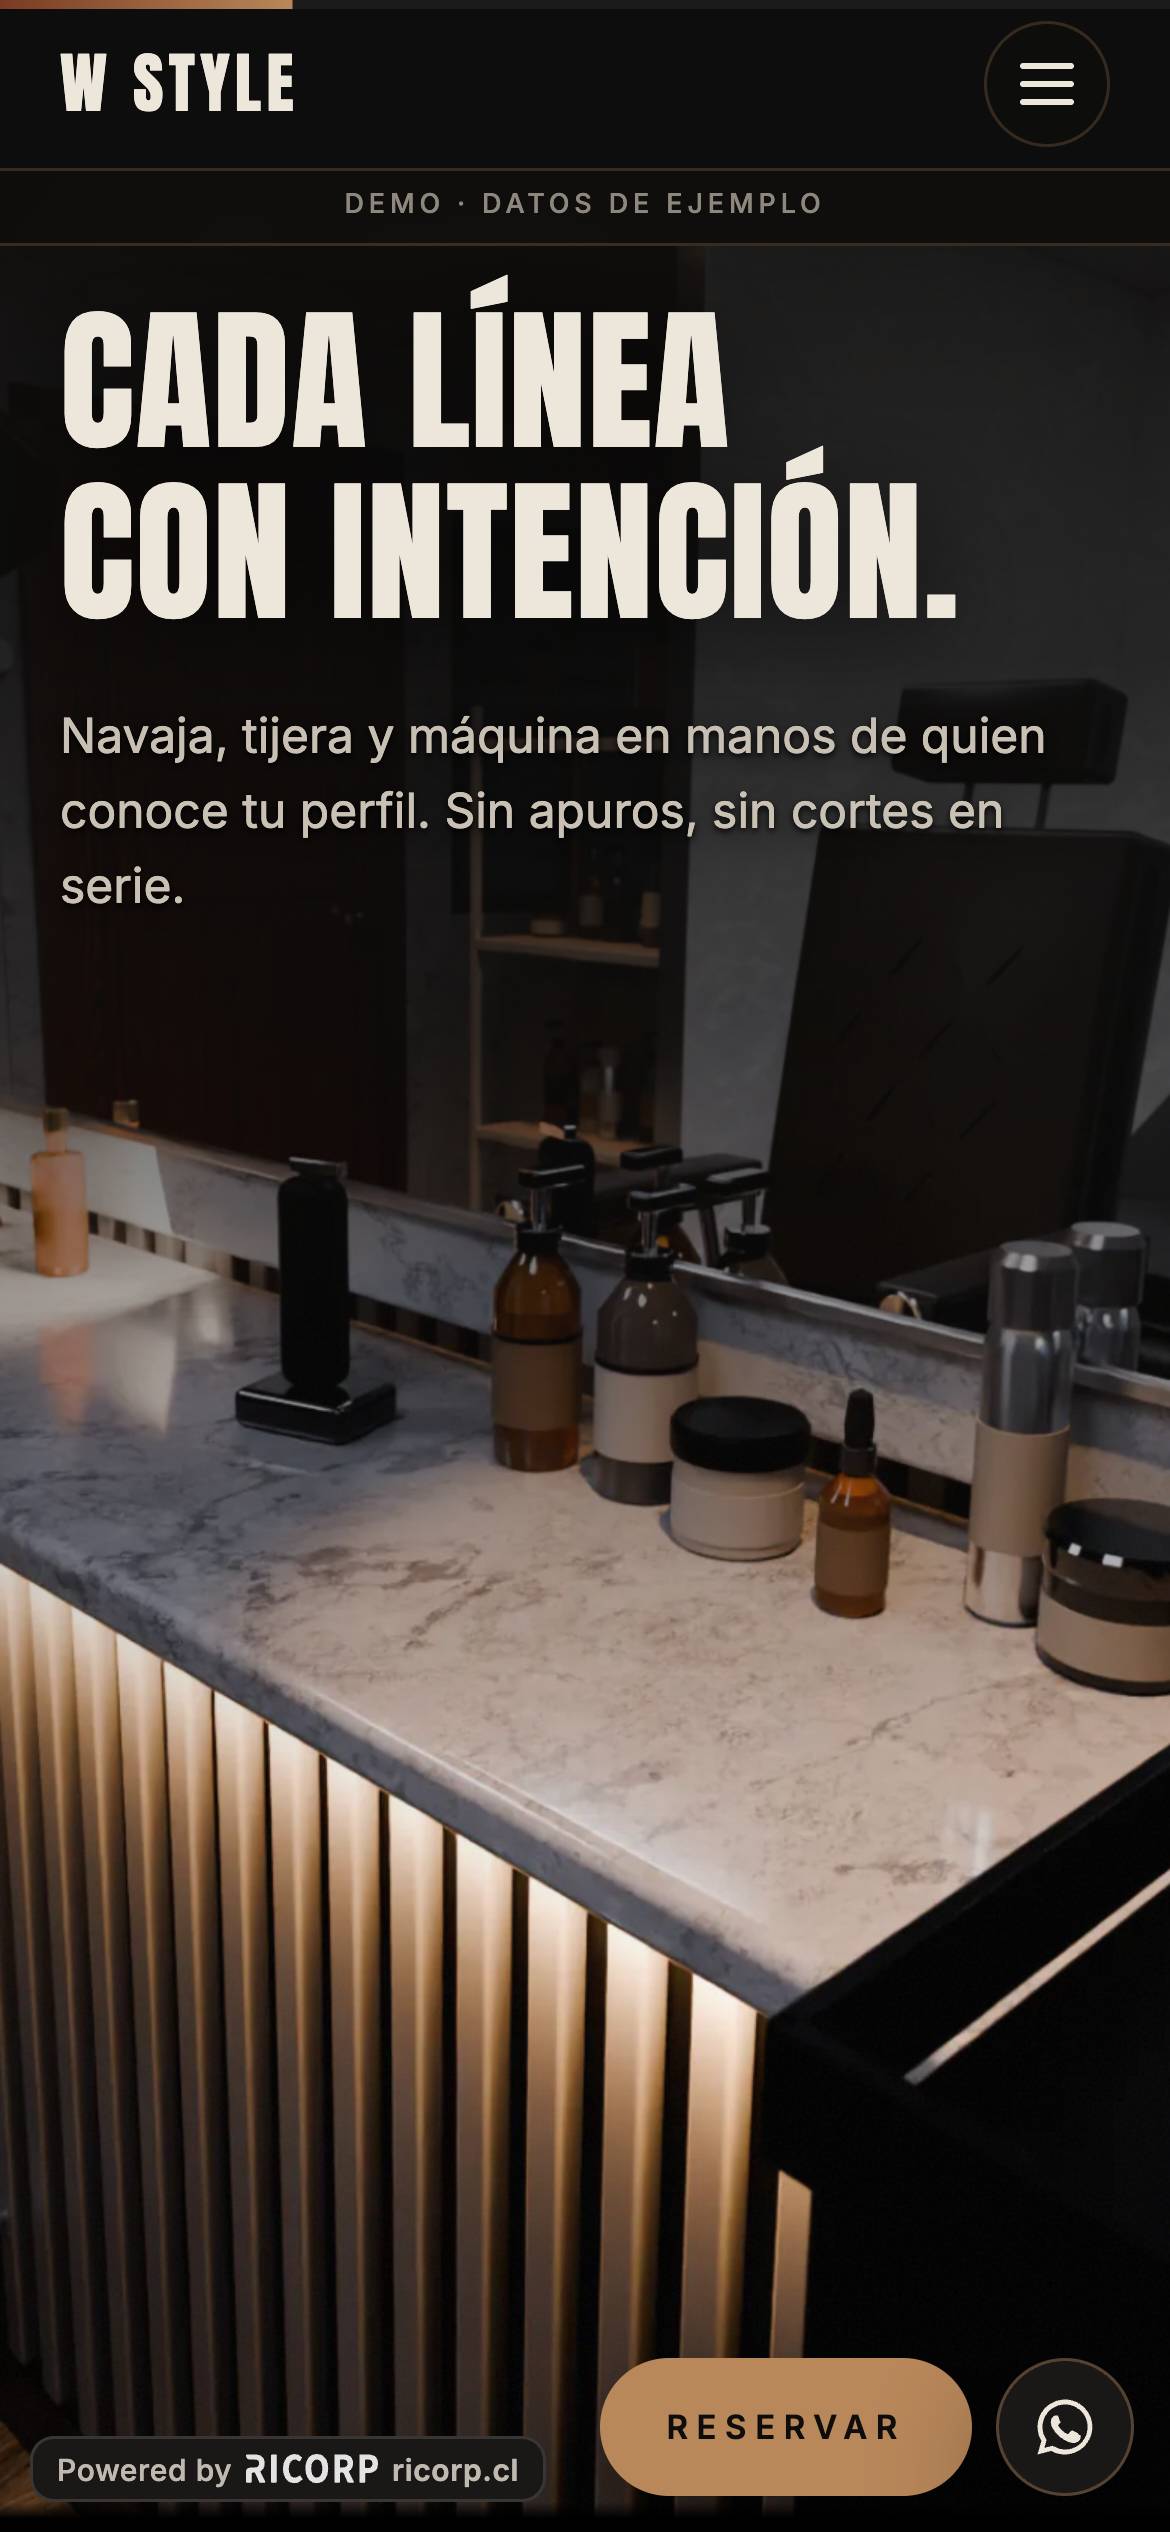 W STYLE
DEMO · DATOS DE EJEMPLO
CADA LÍNEA
CON INTENCIÓN.
Navaja, tijera y máquina en manos de quien
conoce tu perfil. Sin apuros, sin cortes en
serie.
RESERVAR
Powered by RICORP ricorp.cl